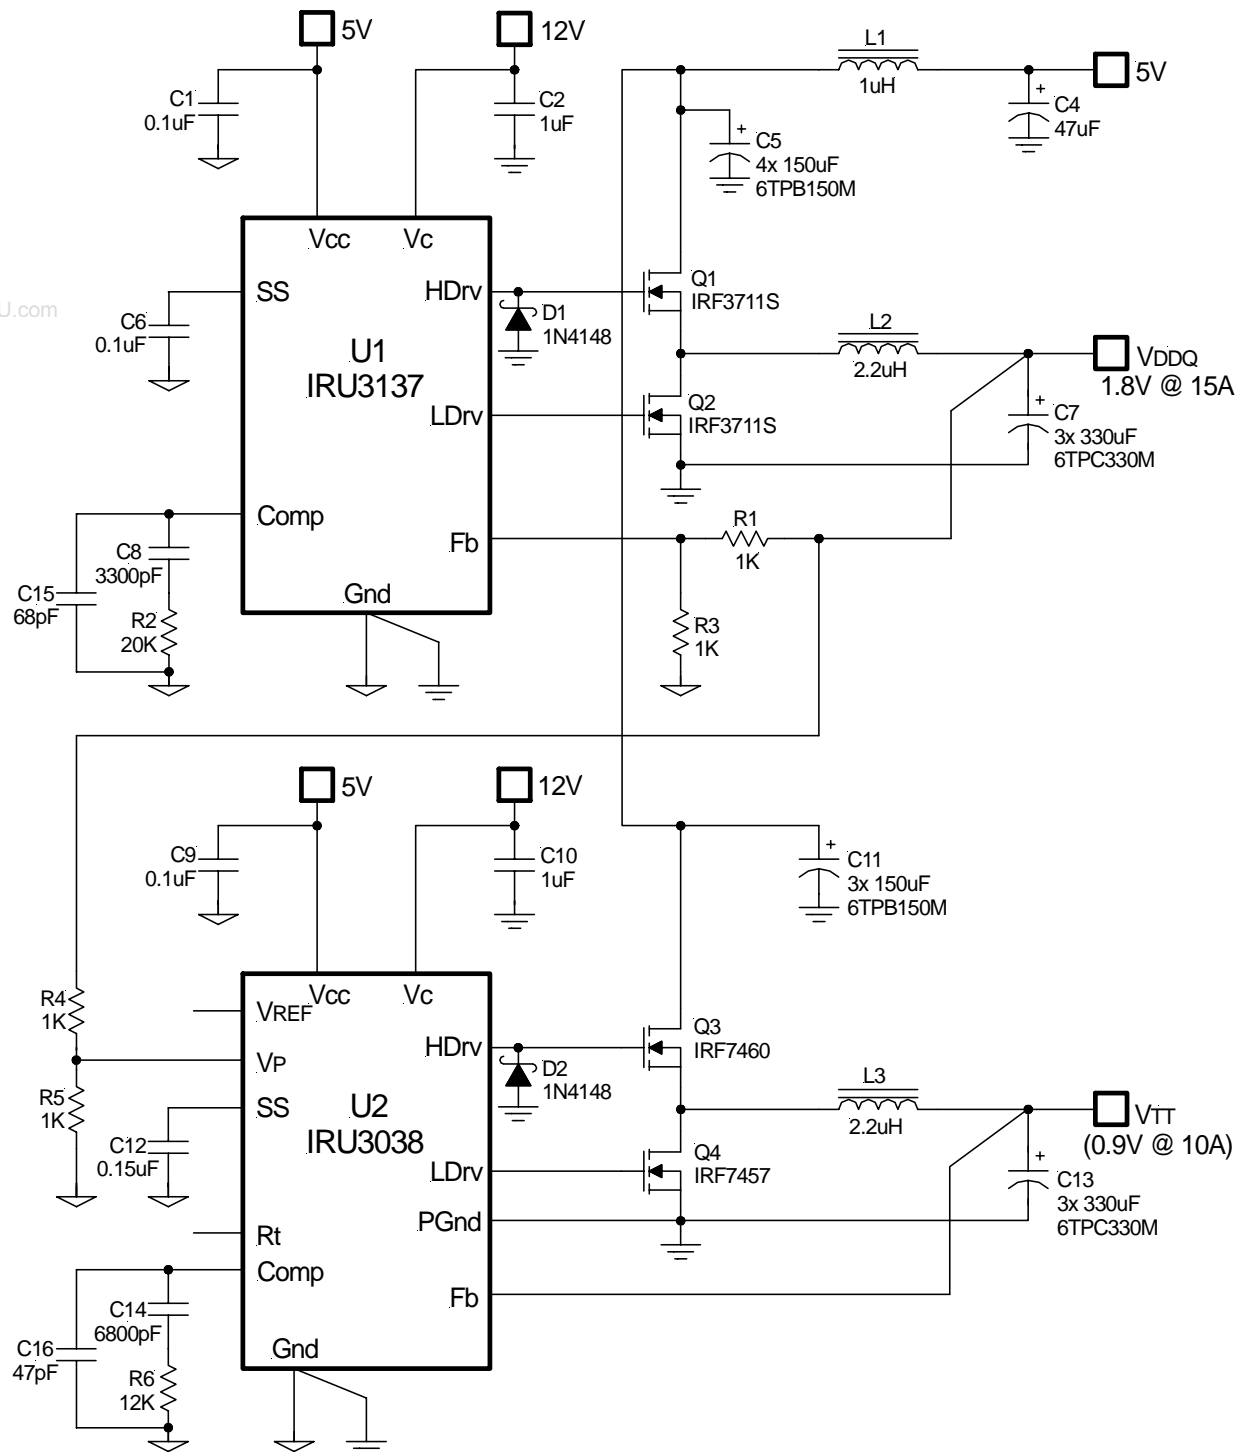 5V
12V
L1
1uH
5V
C1
0.1uF
C2
1uF
C4
47uF
+
C5
4x 150uF
6TPB150M
+
Vcc
Vc
SS
HDrv
Q1
IRF3711S
U.com
C6
0.1uF
D1
1N4148
U1
IRU3137
L2
2.2uH
VDDQ
1.8V @ 15A
LDrv
Q2
IRF3711S
+
C7
3x 330uF
6TPC330M
Comp
Fb
R1
1K
C8
3300pF
C15
68pF
R2
20K
Gnd
R3
1K
5V
12V
C9
0.1uF
C10
1uF
+
C11
3x 150uF
6TPB150M
R4
1K
VREF
Vcc
Vc
HDrv
Q3
IRF7460
VP
D2
1N4148
R5
1K
SS
U2
IRU3038
L3
2.2uH
VTT
(0.9V @ 10A)
C12
0.15uF
LDrv
Q4
IRF7457
+
C13
3x 330uF
6TPC330M
PGnd
Rt
Comp
Fb
C14
6800pF
C16
47pF
R6
12K
Gnd